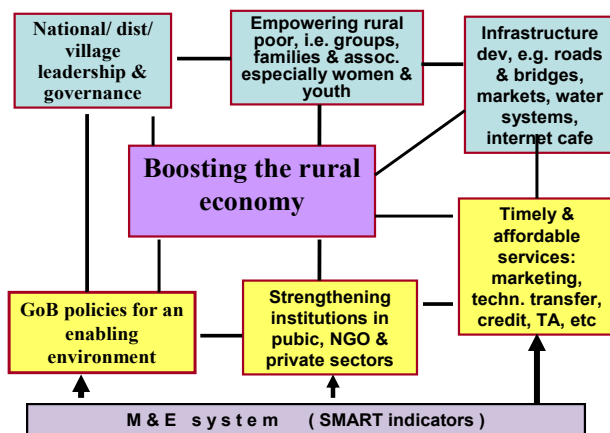 National/ dist/
village
leadership &
governance
Empowering rural
poor, i.e. groups,
families & assoc.
especially women &
youth
Infrastructure
dev, e.g. roads
& bridges,
markets, water
systems,
internet cafe
Boosting the rural
economy
Timely &
affordable
services:
marketing,
techn. transfer,
credit, TA, etc
GoB policies for an
enabling
environment
Strengthening
institutions in
pubic, NGO &
private sectors
M & E s y s t e m ( SMART indicators )